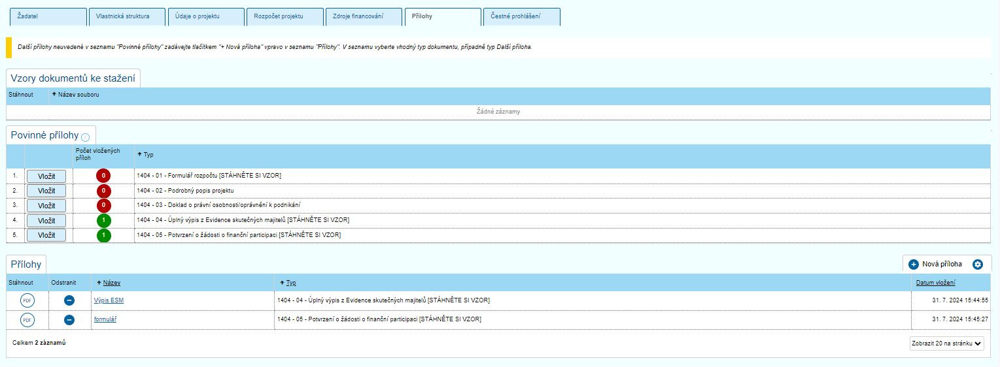 Žadatel
Vlastnická struktura
Údaje o projektu
Rozpočet projektu
Zdroje financování
Přílohy
Čestné prohlášení
Další přílohy neuvedené v seznamu "Povinné přílohy" zadávejte tlačítkem "+ Nová příloha" vpravo v seznamu "Přílohy". V seznamu vyberte vhodný typ dokumentu, případně typ Další příloha.
Vzory dokumentů ke stažení
Stáhnout Název souboru
Žádné záznamy
Povinné přílohy
Počet vložených
příloh
Typ
1. Vložit 0 1404 - 01 - Formulář rozpočtu [STÁHNĚTE SI VZOR]
2. Vložit 0 1404 - 02 - Podrobný popis projektu
3. Vložit 0 1404 - 03 - Doklad o právní osobnosti/oprávnění k podnikání
4. Vložit 1 1404 - 04 - Úplný výpis z Evidence skutečných majitelů [STÁHNĚTE SI VZOR]
5. Vložit 1 1404 - 05 - Potvrzení o žádosti o finanční participaci [STÁHNĚTE SI VZOR]
Přílohy
Nová příloha
Stáhnout Odstranit Název Typ Datum vložení
PDF Výpis ESM 1404 - 04 - Úplný výpis z Evidence skutečných majitelů [STÁHNĚTE SI VZOR] 31. 7. 2024 15:44:55
PDF formulář 1404 - 05 - Potvrzení o žádosti o finanční participaci [STÁHNĚTE SI VZOR] 31. 7. 2024 15:45:27
Celkem 2 záznamů
Zobrazit 20 na stránku